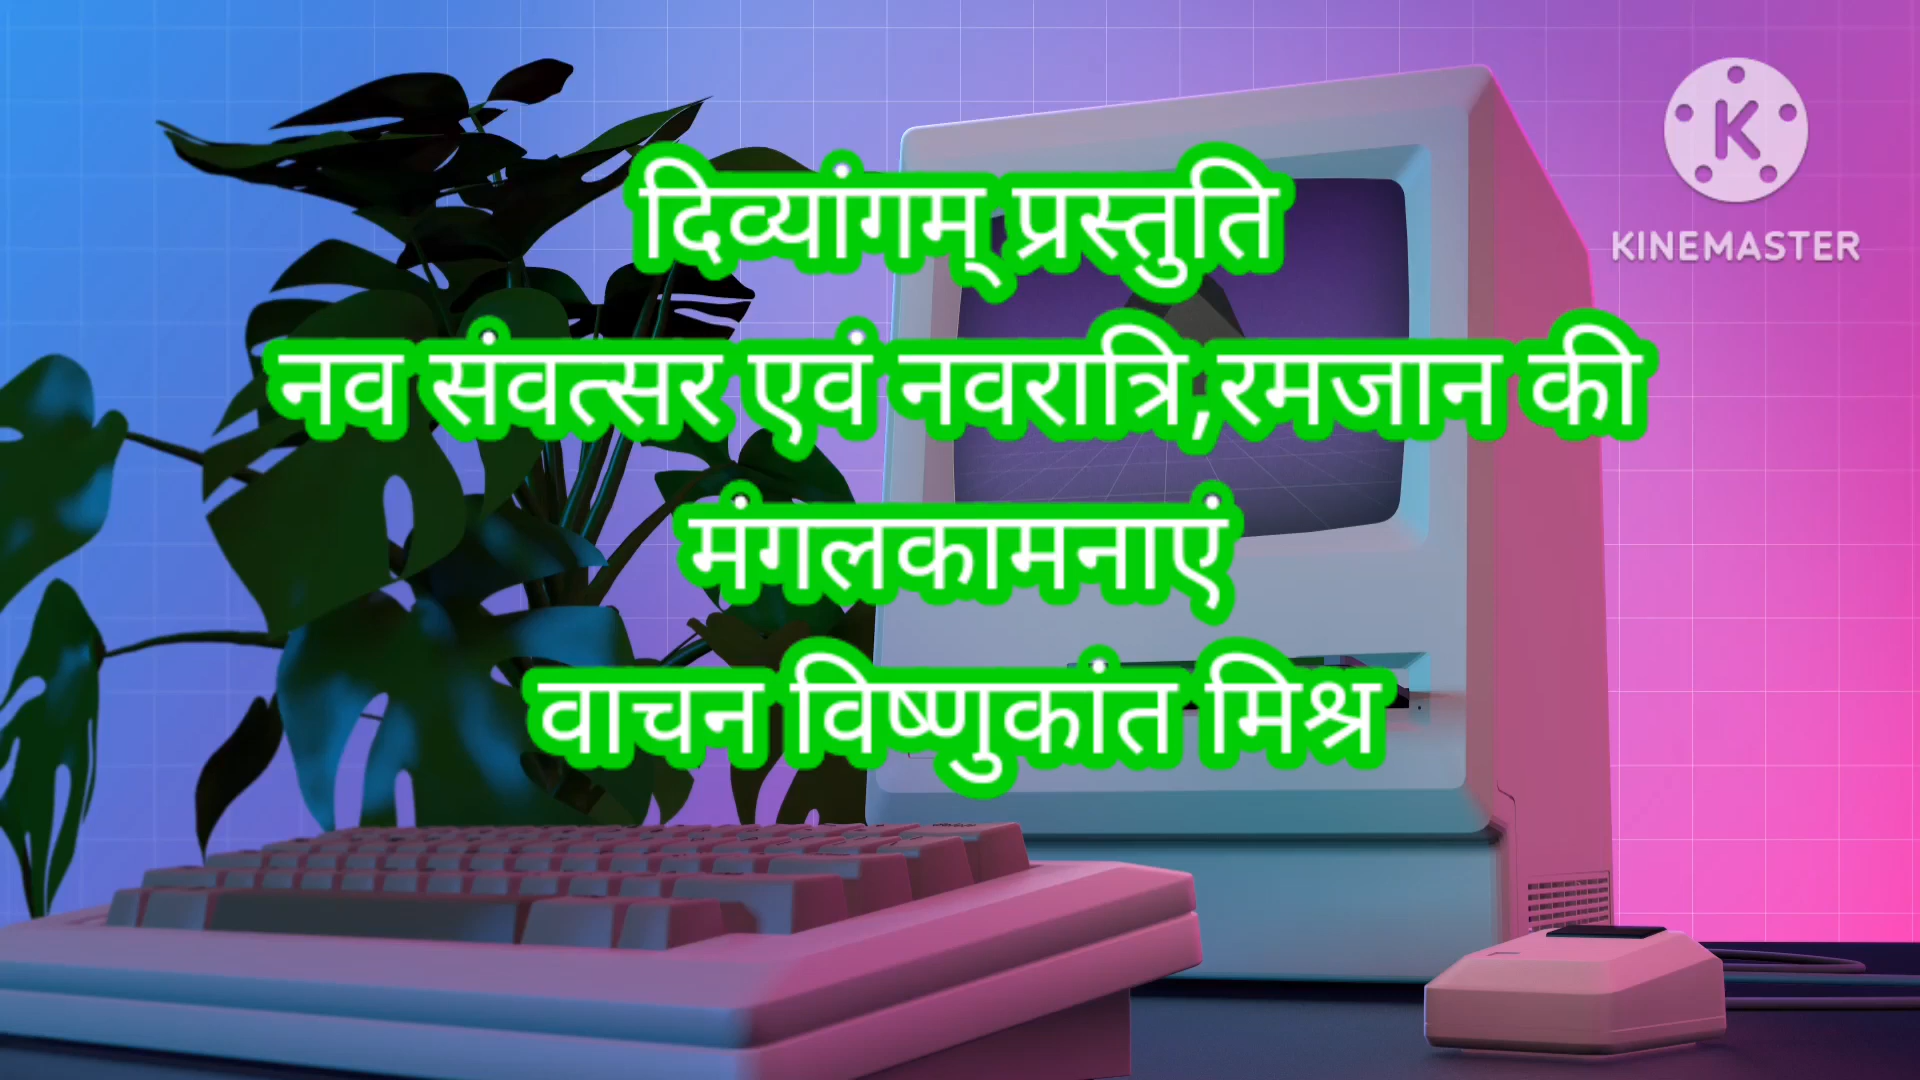 दिव्यांगम् प्रस्तुति
नव संवत्सर एवं नवरात्रि,रमजान की
मंगलकामनाएं
वाचन विष्णुकांत मिश्र
K
KINEMASTER